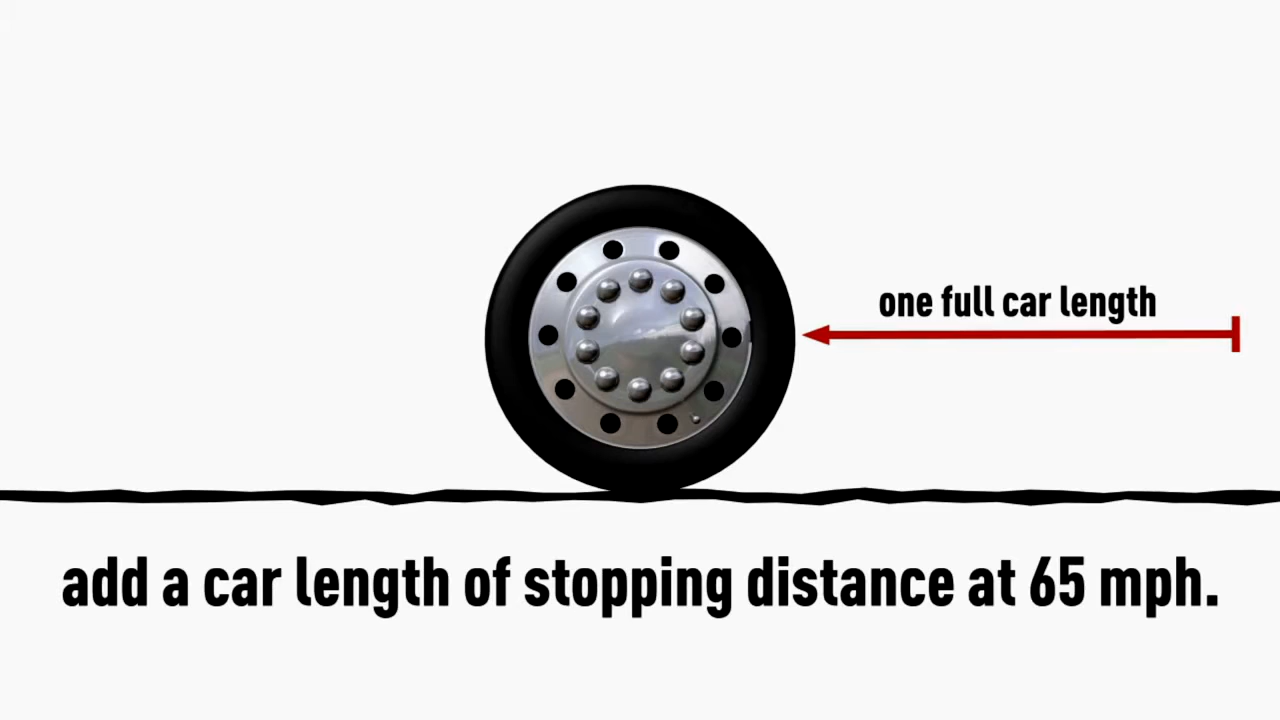 one full car length
add a car length of stopping distance at 65 mph.